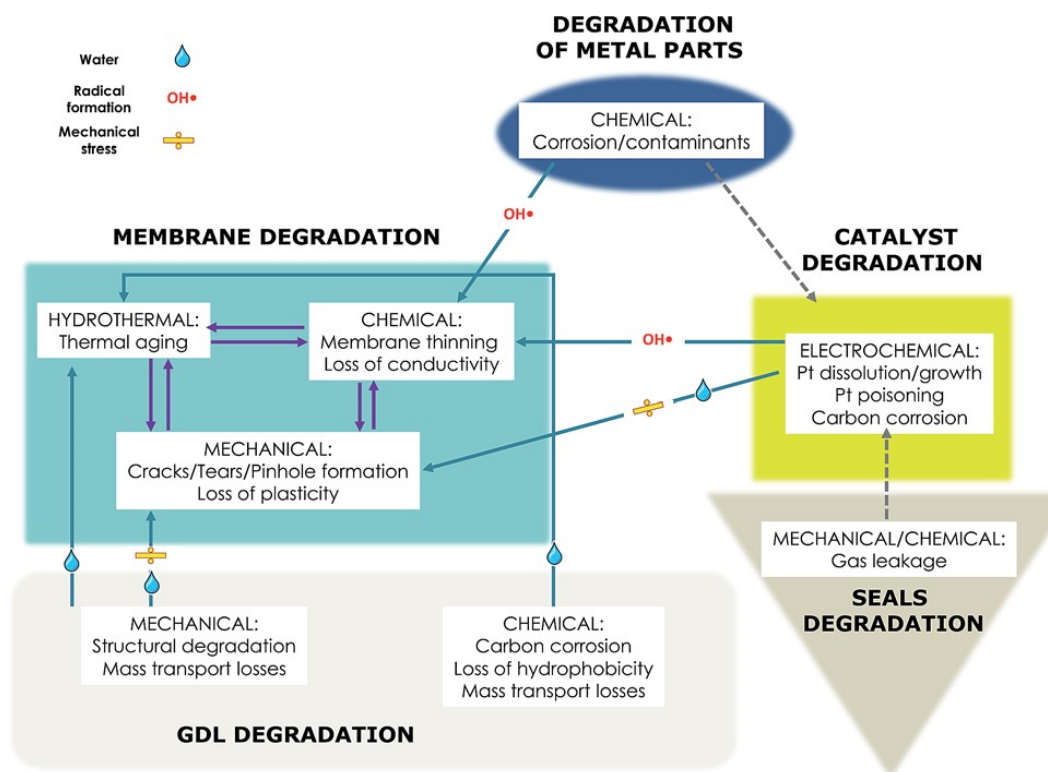 Water
Radical
formation
OH•
Mechanical
stress
DEGRADATION
OF METAL PARTS
CHEMICAL:
Corrosion/contaminants
OH•
MEMBRANE DEGRADATION
CATALYST
DEGRADATION
HYDROTHERMAL:
Thermal aging
CHEMICAL:
Membrane thinning
Loss of conductivity
OH•
ELECTROCHEMICAL:
Pt dissolution/growth
Pt poisoning
Carbon corrosion
MECHANICAL:
Cracks/Tears/Pinhole formation
Loss of plasticity
MECHANICAL/CHEMICAL:
Gas leakage
SEALS
DEGRADATION
MECHANICAL:
Structural degradation
Mass transport losses
CHEMICAL:
Carbon corrosion
Loss of hydrophobicity
Mass transport losses
GDL DEGRADATION